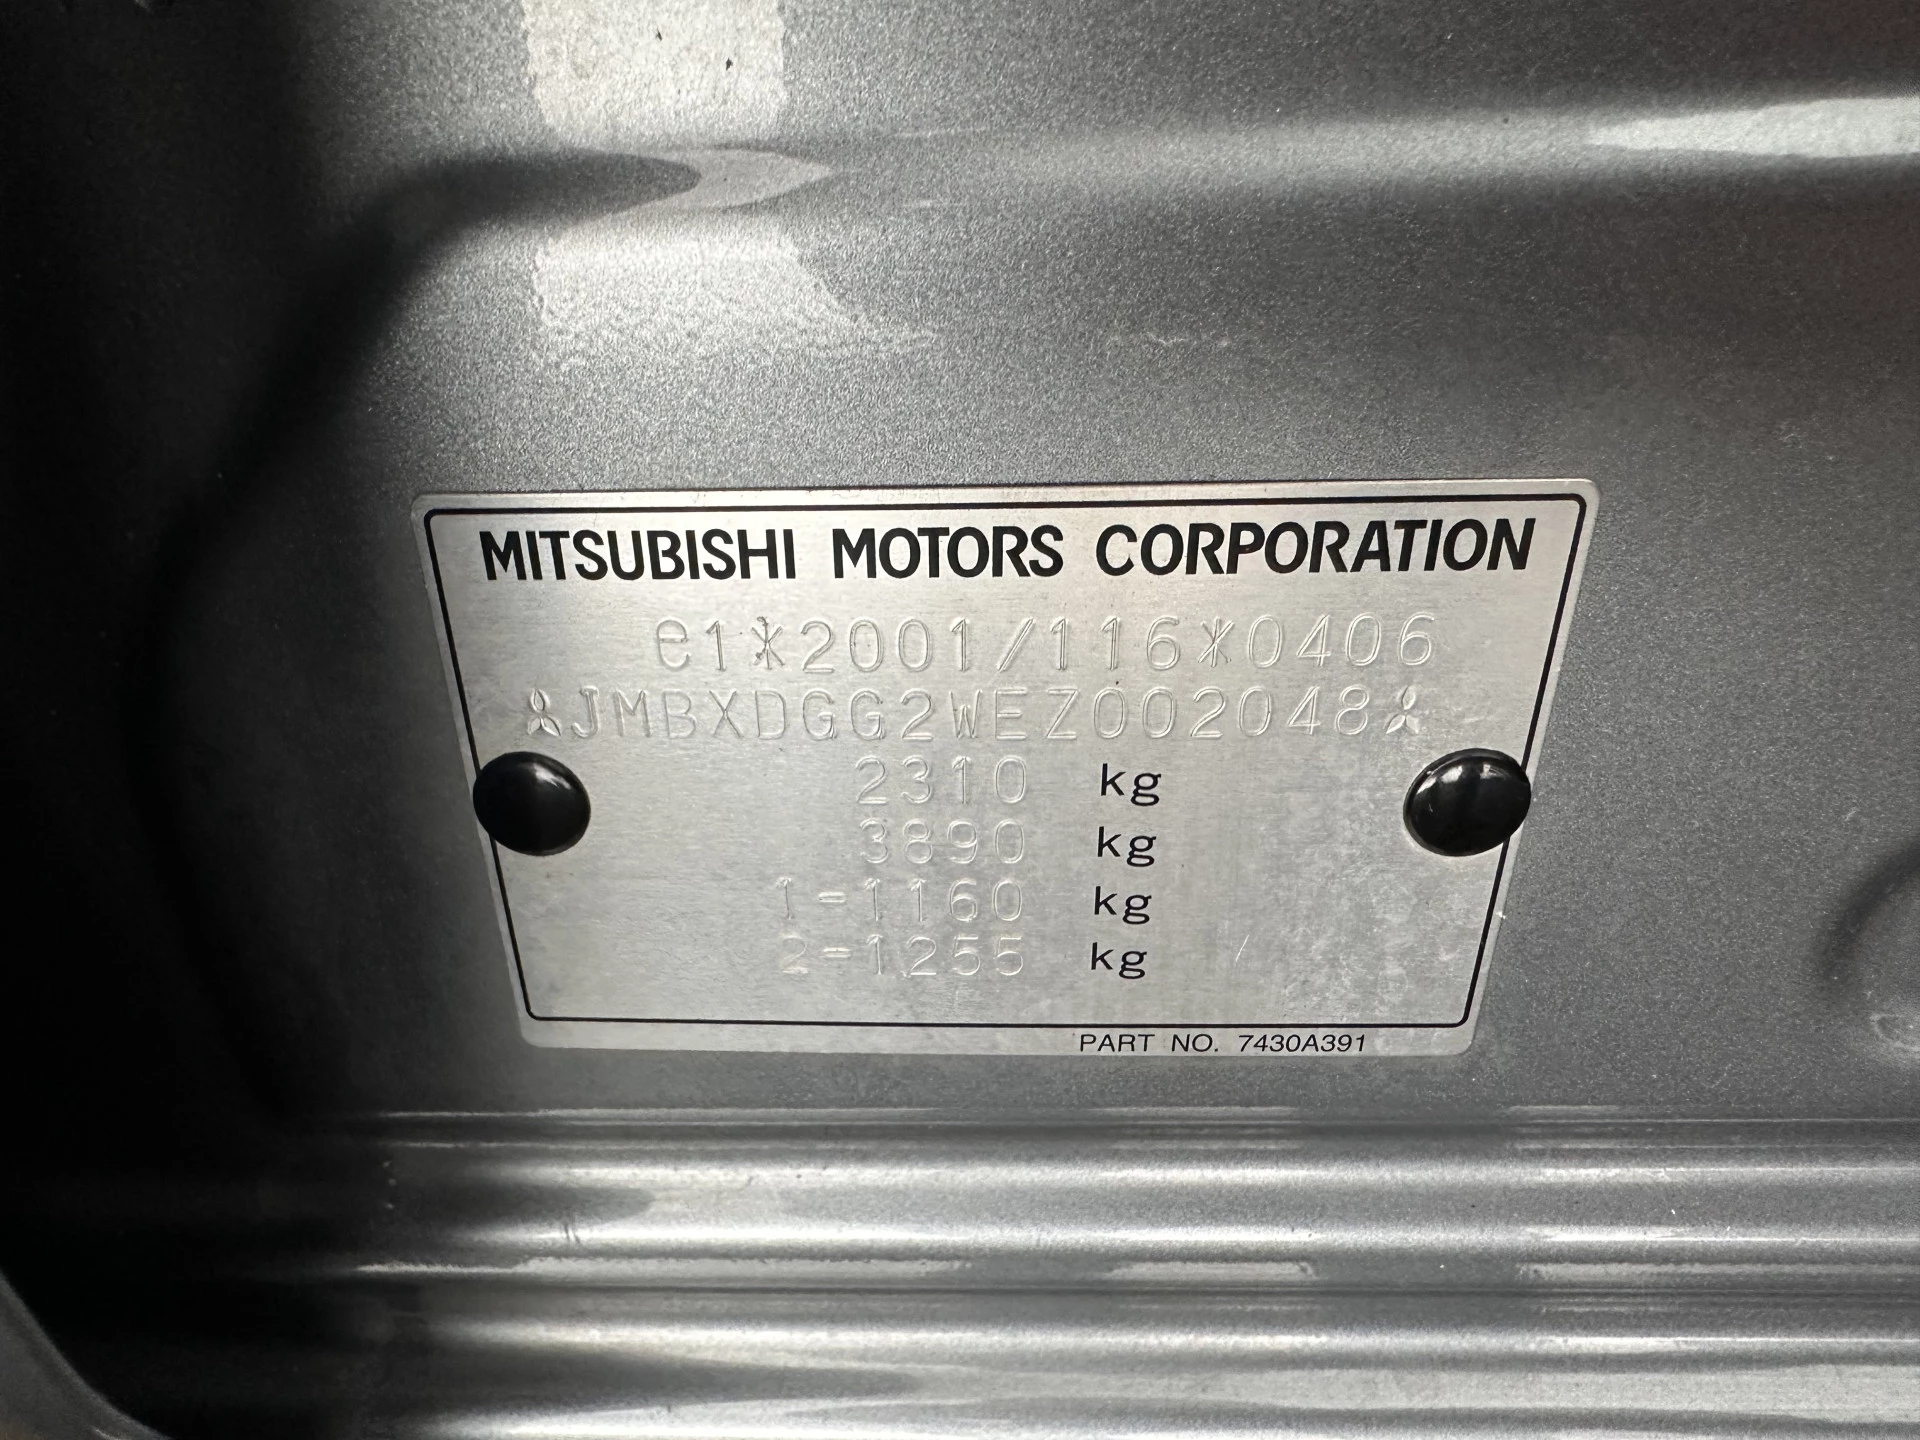 MITSUBISHI MOTORS CORPORATION
e1*2001/116*0406
JMBXDGG2WEZ002048
2310 kg
3890 kg
1-1160 kg
2-1255 kg
PART NO. 7430A391